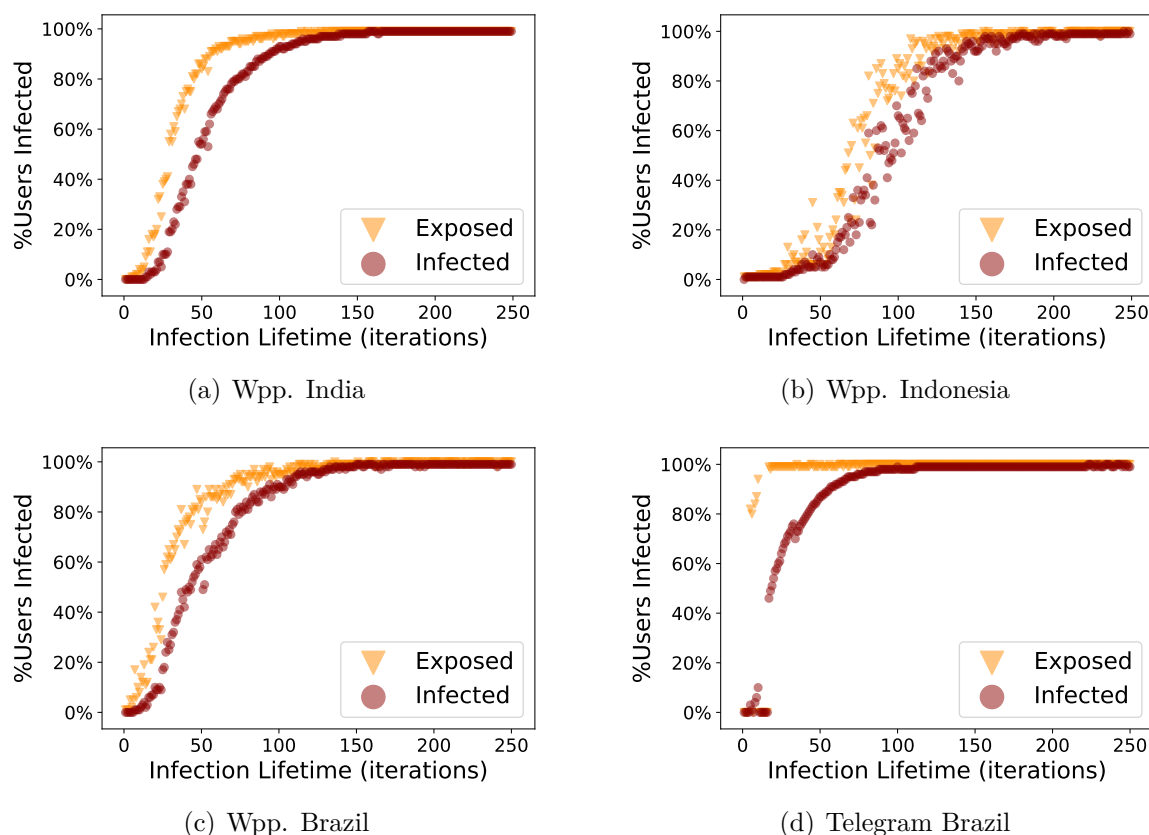 100%
80%
60%
40%
20%
0%
%Users Infected
Exposed
Infected
0 50 100 150 200 250
Infection Lifetime (iterations)
(a) Wpp. India
100%
80%
60%
40%
20%
0%
%Users Infected
Exposed
Infected
0 50 100 150 200 250
Infection Lifetime (iterations)
(b) Wpp. Indonesia
100%
80%
60%
40%
20%
0%
%Users Infected
Exposed
Infected
0 50 100 150 200 250
Infection Lifetime (iterations)
(c) Wpp. Brazil
100%
80%
60%
40%
20%
0%
%Users Infected
Exposed
Infected
0 50 100 150 200 250
Infection Lifetime (iterations)
(d) Telegram Brazil